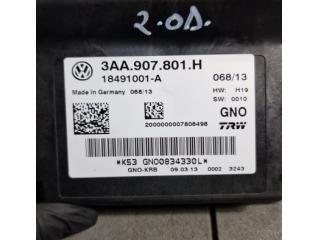 2.0D.
3AA.907.801.H
18491001-A
068/13
Made in Germany 068/13
HW: H19
SW: 0010
GNO
TRW
2000000007806498
*K53 GNO0834330L*
GNO-KRB 09.03.13 0002 3243